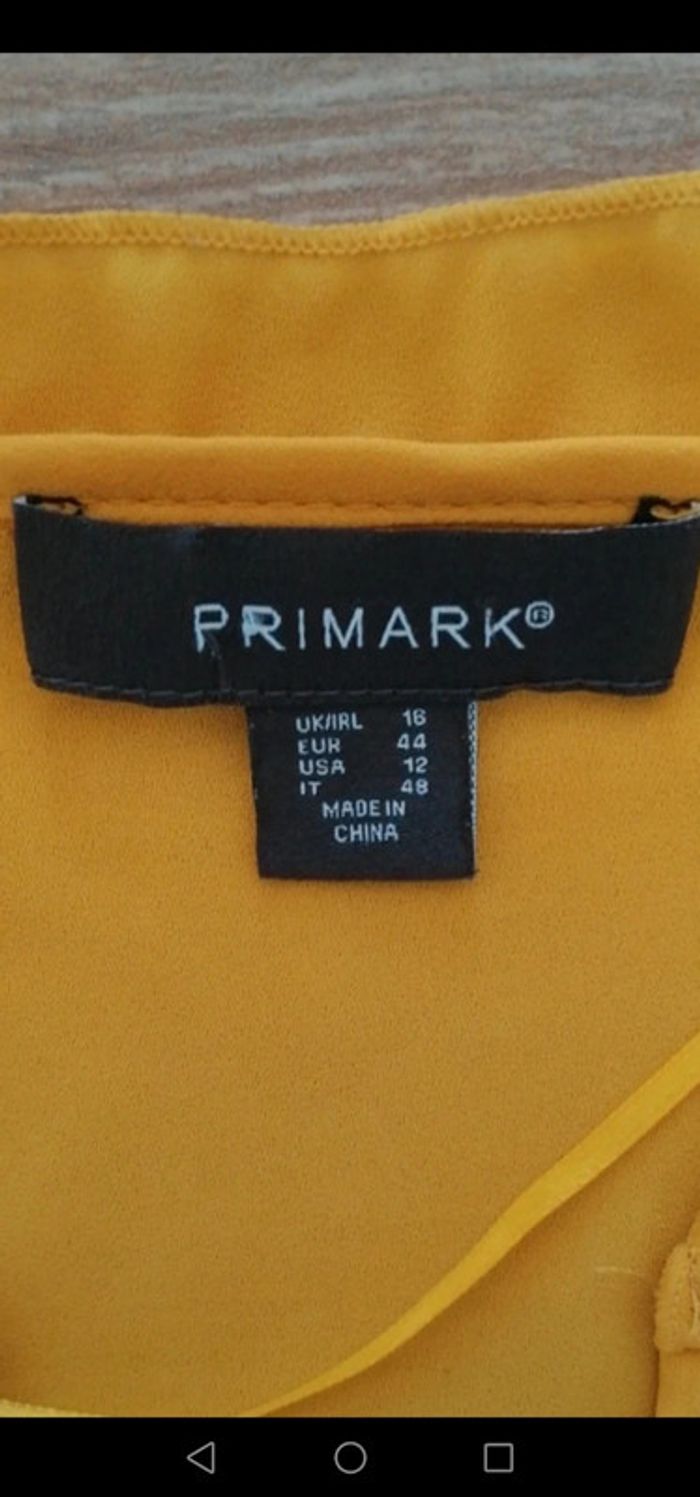 PRIMARK®
UK/IRL 16
EUR 44
USA 12
IT 48
MADE IN
CHINA